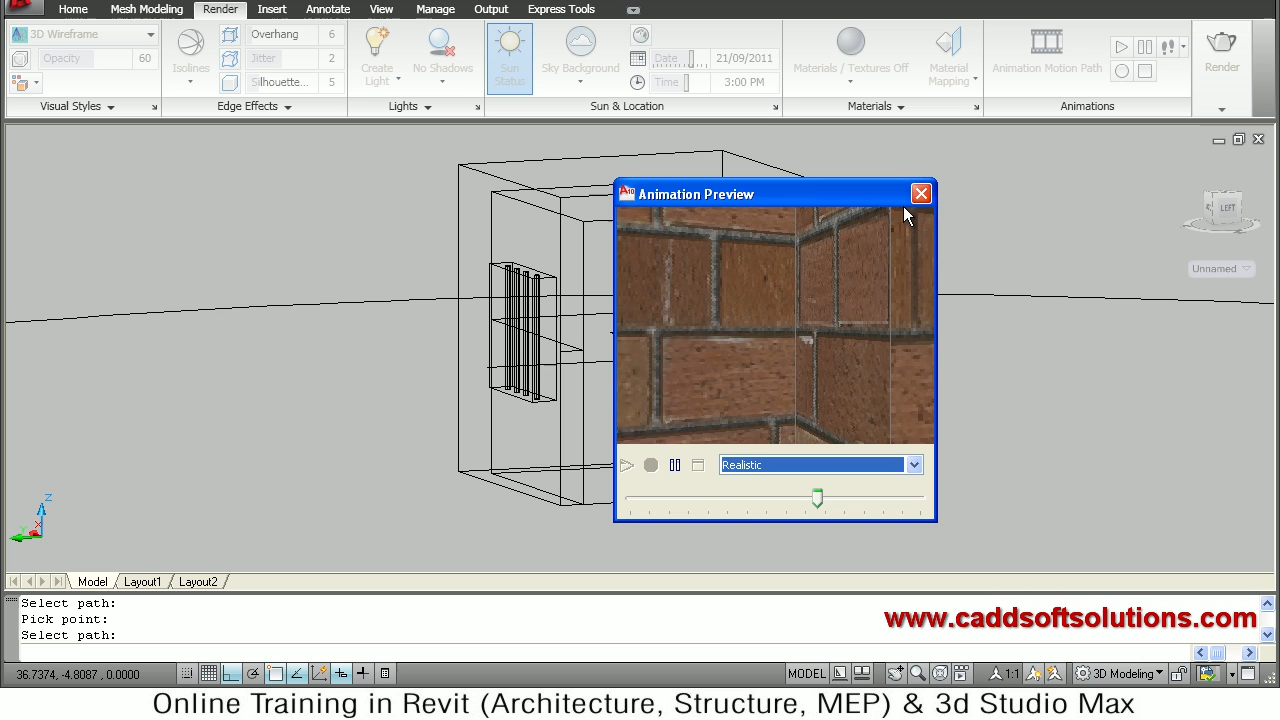 Home Mesh Modeling Render Insert Annotate View Manage Output Express Tools
3D Wireframe
Opacity 60
Isolines
Overhang 6
Jitter 2
Silhouette... 5
Create Light
No Shadows
Sun Status
Sky Background
Date 21/09/2011
Time 3:00 PM
Materials / Textures Off
Material Mapping
Animation Motion Path
Render
Visual Styles Edge Effects Lights Sun & Location Materials Animations
LEFT
Unnamed
A10 Animation Preview
Realistic
Z
Y
X
Model Layout1 Layout2
Select path:
Pick point:
Select path:
www.caddsoftsolutions.com
36.7374, -4.8087, 0.0000
MODEL
1:1
3D Modeling
Online Training in Revit (Architecture, Structure, MEP) & 3d Studio Max